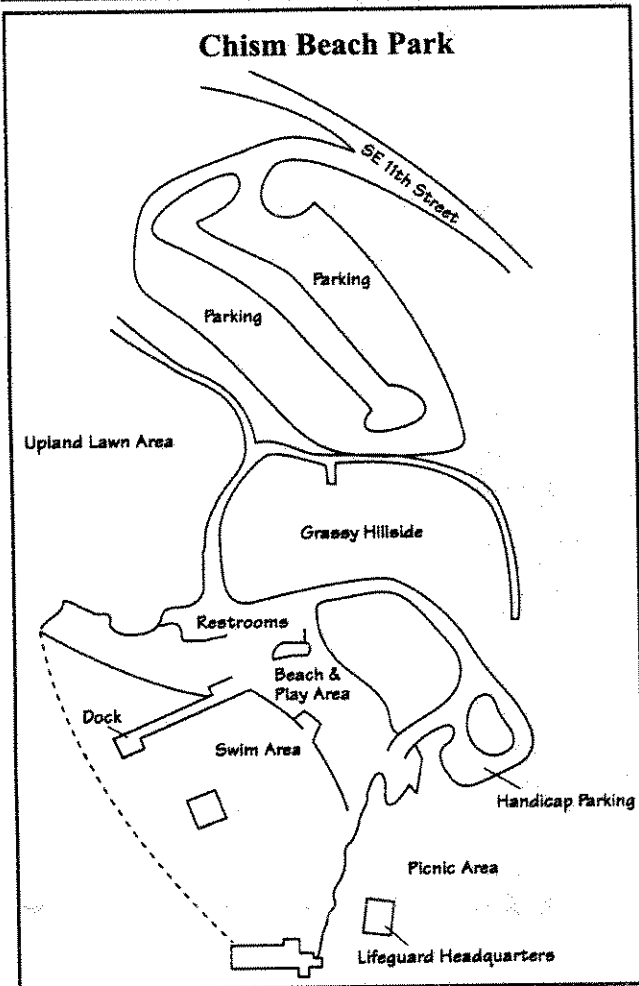 Chism Beach Park
SE 11th Street
Parking
Parking
Upland Lawn Area
Grassy Hillside
Restrooms
Beach &
Play Area
Dock
Swim Area
Handicap Parking
Picnic Area
Lifeguard Headquarters